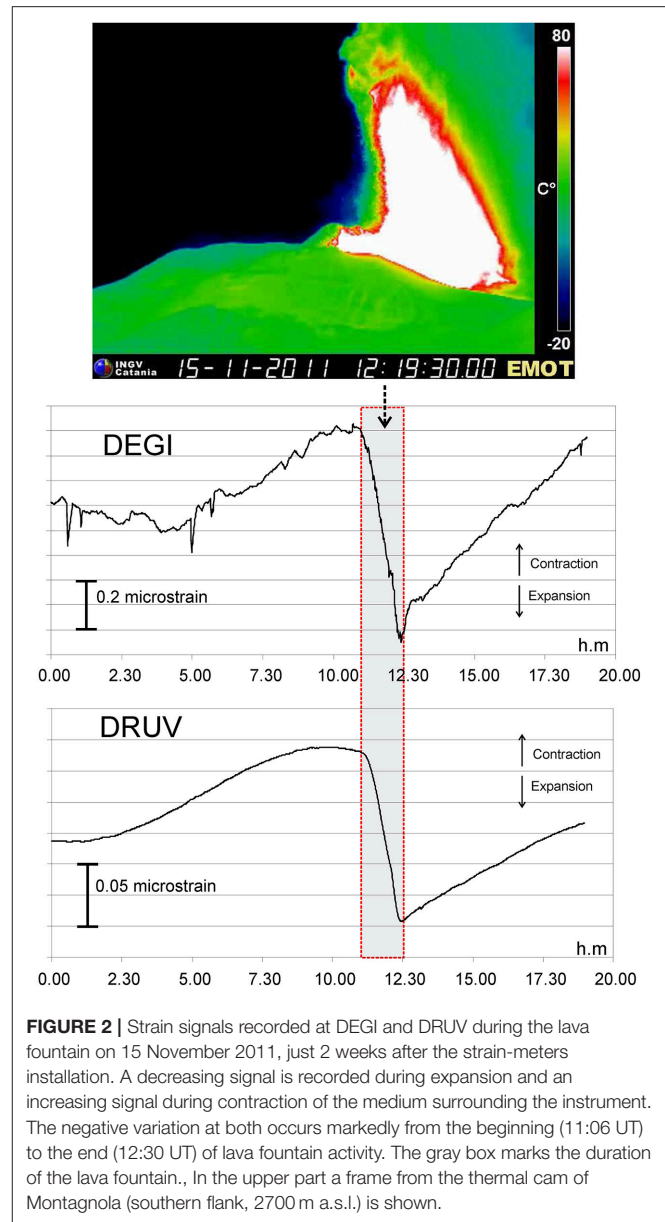 80
C°
-20
INGV
Catania
15-11-2011 12:19:30.00 EMOT
DEGI
0.2 microstrain
Contraction
Expansion
h.m
0.00 2.30 5.00 7.30 10.00 12.30 15.00 17.30 20.00
DRUV
Contraction
Expansion
0.05 microstrain
h.m
0.00 2.30 5.00 7.30 10.00 12.30 15.00 17.30 20.00
FIGURE 2 | Strain signals recorded at DEGI and DRUV during the lava
fountain on 15 November 2011, just 2 weeks after the strain-meters
installation. A decreasing signal is recorded during expansion and an
increasing signal during contraction of the medium surrounding the instrument.
The negative variation at both occurs markedly from the beginning (11:06 UT)
to the end (12:30 UT) of lava fountain activity. The gray box marks the
duration of the lava fountain., In the upper part a frame from the thermal cam of
Montagnola (southern flank, 2700 m a.s.l.) is shown.